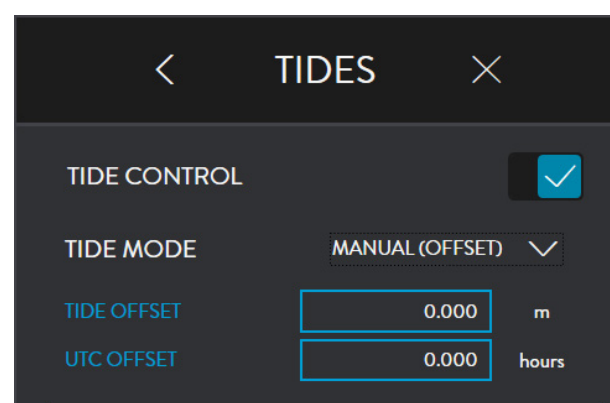 TIDES
TIDE CONTROL
TIDE MODE MANUAL (OFFSET)
TIDE OFFSET 0.000 m
UTC OFFSET 0.000 hours